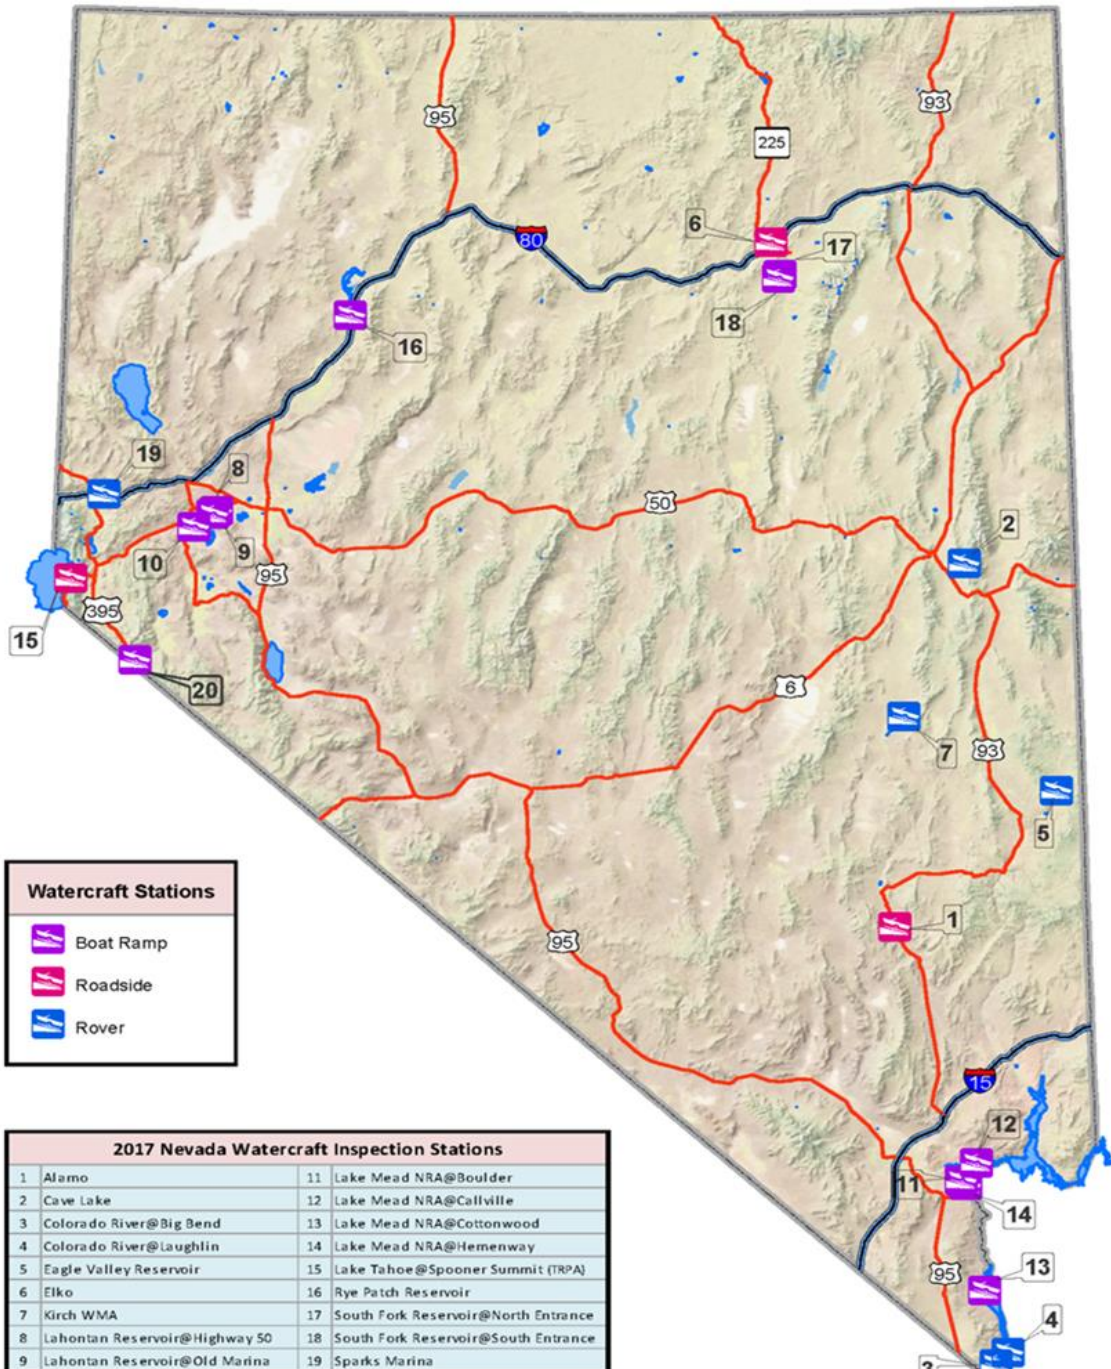 95
225
93
6
80
17
18
16
19
8
50
2
10
9
95
395
15
20
6
7
93
5
1
95
Watercraft Stations
Boat Ramp
Roadside
Rover
15
12
11
14
95
13
4
3
2017 Nevada Watercraft Inspection Stations
1 Alamo 11 Lake Mead NRA@Boulder
2 Cave Lake 12 Lake Mead NRA@Callville
3 Colorado River@Big Bend 13 Lake Mead NRA@Cottonwood
4 Colorado River@Laughlin 14 Lake Mead NRA@Hemenway
5 Eagle Valley Reservoir 15 Lake Tahoe@Spooner Summit (TRPA)
6 Elko 16 Rye Patch Reservoir
7 Kirch WMA 17 South Fork Reservoir@North Entrance
8 Lahontan Reservoir@Highway 50 18 South Fork Reservoir@South Entrance
9 Lahontan Reservoir@Old Marina 19 Sparks Marina